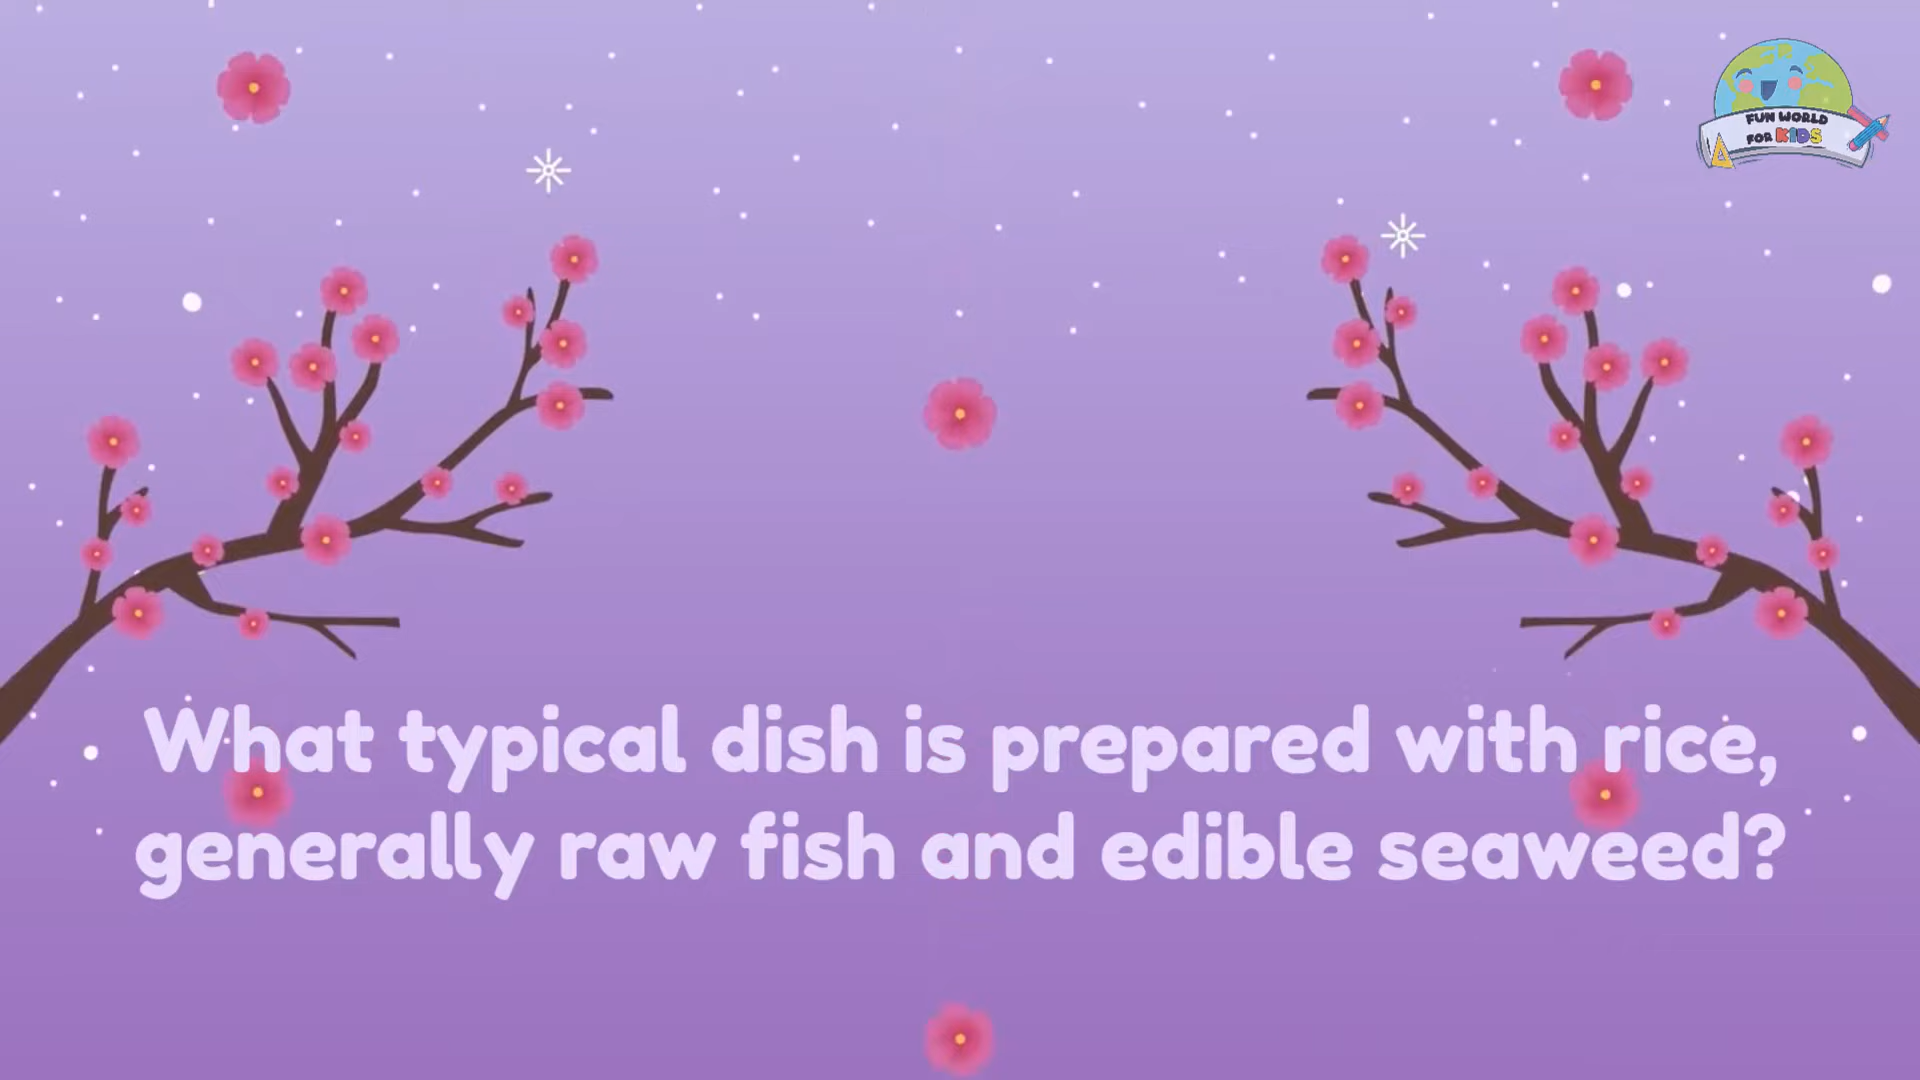 FUN WORLD
FOR KIDS
What typical dish is prepared with rice,
generally raw fish and edible seaweed?